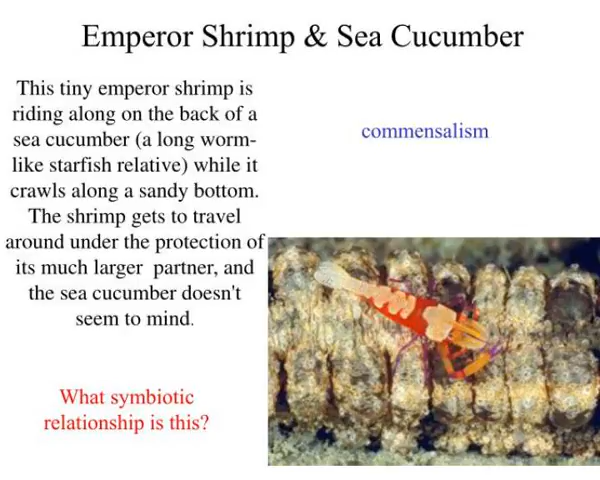 Emperor Shrimp & Sea Cucumber
This tiny emperor shrimp is
riding along on the back of a
sea cucumber (a long worm-
like starfish relative) while it
crawls along a sandy bottom.
The shrimp gets to travel
around under the protection of
its much larger partner, and
the sea cucumber doesn't
seem to mind.
commensalism
What symbiotic
relationship is this?